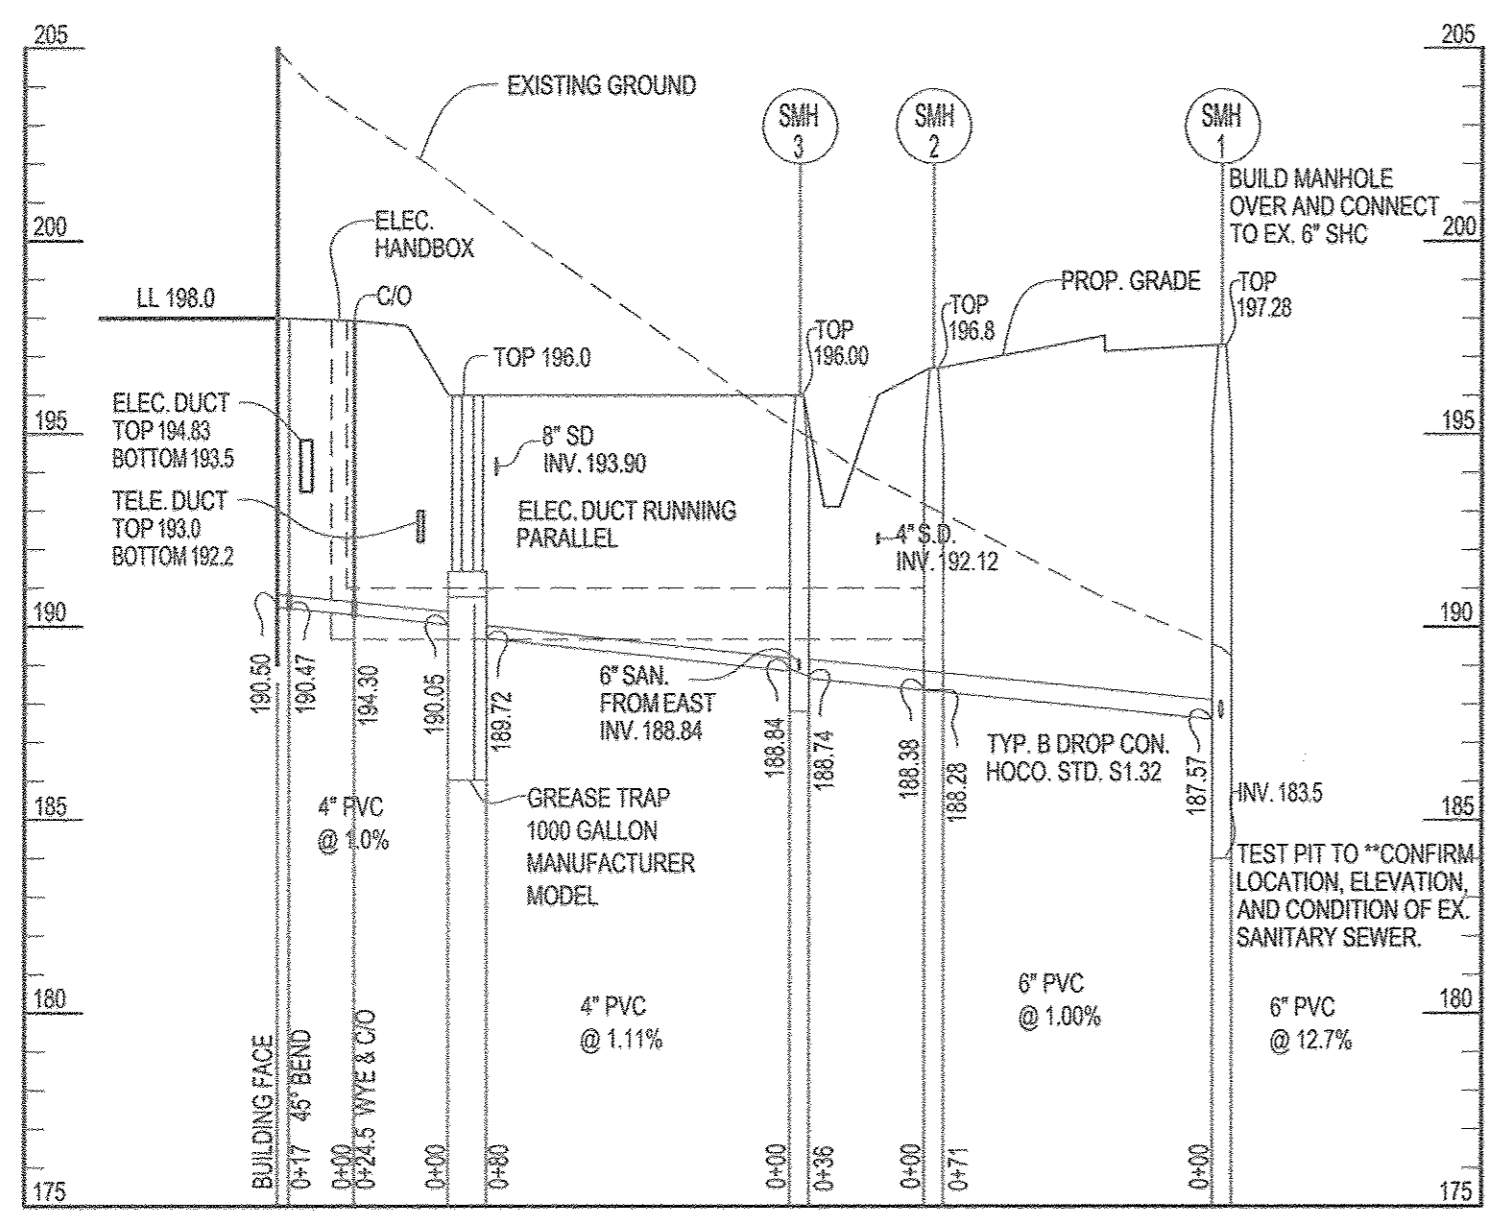 205
205
EXISTING GROUND
SMH
3
SMH
2
SMH
1
BUILD MANHOLE
OVER AND CONNECT
TO EX. 6" SHC
200
200
ELEC.
HANDBOX
LL 198.0
C/O
PROP. GRADE
TOP
197.28
TOP
196.8
TOP
196.00
TOP 196.0
ELEC. DUCT
TOP 194.83
BOTTOM 193.5
195
195
8" SD
INV. 193.90
TELE. DUCT
TOP 193.0
BOTTOM 192.2
ELEC. DUCT RUNNING
PARALLEL
4" S.D.
INV. 192.12
190
190
190.50
190.47
194.30
190.05
189.72
6" SAN.
FROM EAST
INV. 188.84
188.84
188.74
188.38
188.28
TYP. B DROP CON.
HOCO. STD. S1.32
187.57
INV. 183.5
185
185
4" PVC
@ 1.0%
GREASE TRAP
1000 GALLON
MANUFACTURER
MODEL
TEST PIT TO **CONFIRM
LOCATION, ELEVATION,
AND CONDITION OF EX.
SANITARY SEWER.
180
180
4" PVC
@ 1.11%
6" PVC
@ 1.00%
6" PVC
@ 12.7%
BUILDING FACE
0+17 45° BEND
0+00
0+24.5 WYE & C/O
0+00
0+80
0+00
0+36
0+00
0+71
0+00
175
175